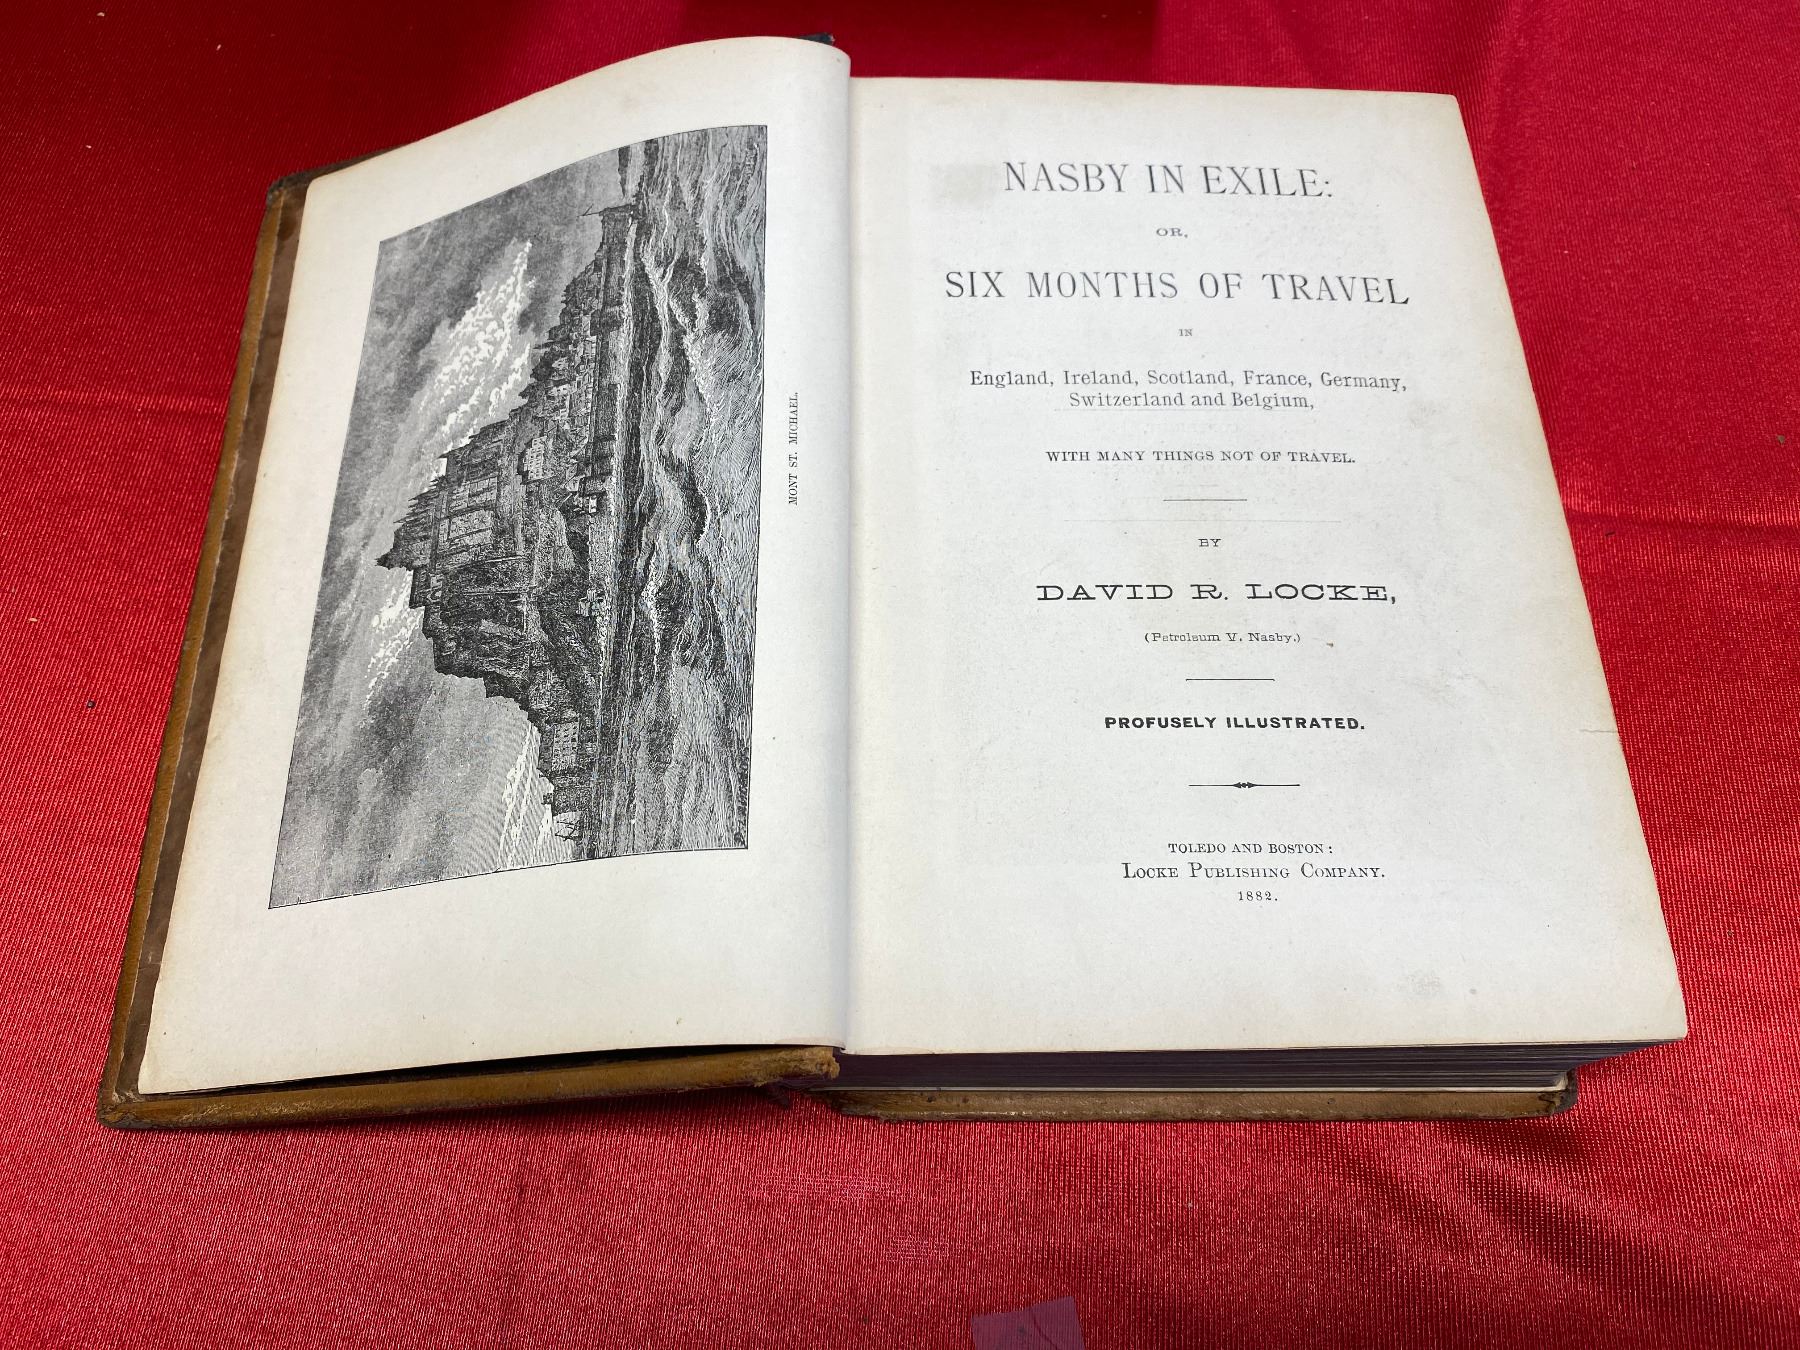 MONT ST. MICHAEL.
NASBY IN EXILE:
OR,
SIX MONTHS OF TRAVEL
IN
England, Ireland, Scotland, France, Germany,
Switzerland and Belgium,
WITH MANY THINGS NOT OF TRAVEL.
BY
DAVID R. LOCKE,
(Petroleum V. Nasby.)
PROFUSELY ILLUSTRATED.
TOLEDO AND BOSTON:
LOCKE PUBLISHING COMPANY.
1882.